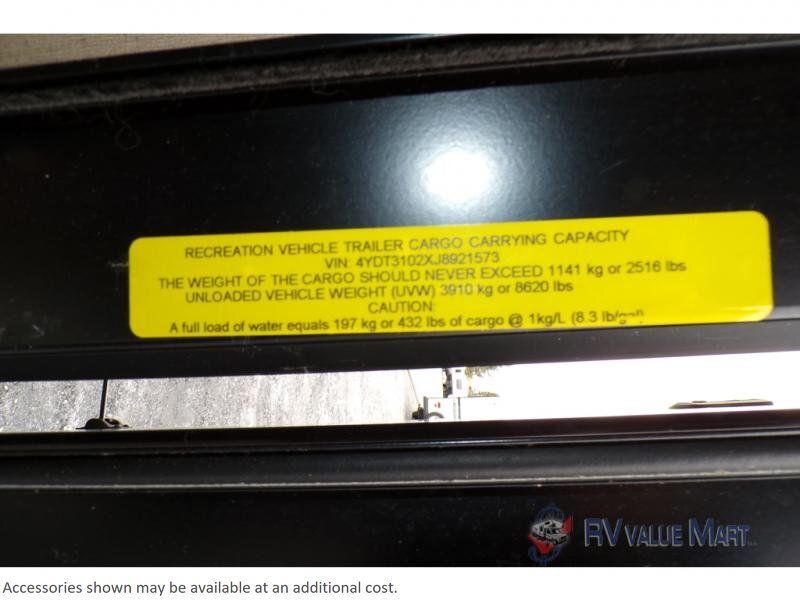 RECREATION VEHICLE TRAILER CARGO CARRYING CAPACITY
VIN: 4YDT3102XJ8921573
THE WEIGHT OF THE CARGO SHOULD NEVER EXCEED 1141 kg or 2516 lbs
UNLOADED VEHICLE WEIGHT (UVW) 3910 kg or 8620 lbs
CAUTION:
A full load of water equals 197 kg or 432 lbs of cargo @ 1kg/L (8.3 lb/gal)
RV VALUE MART
Accessories shown may be available at an additional cost.